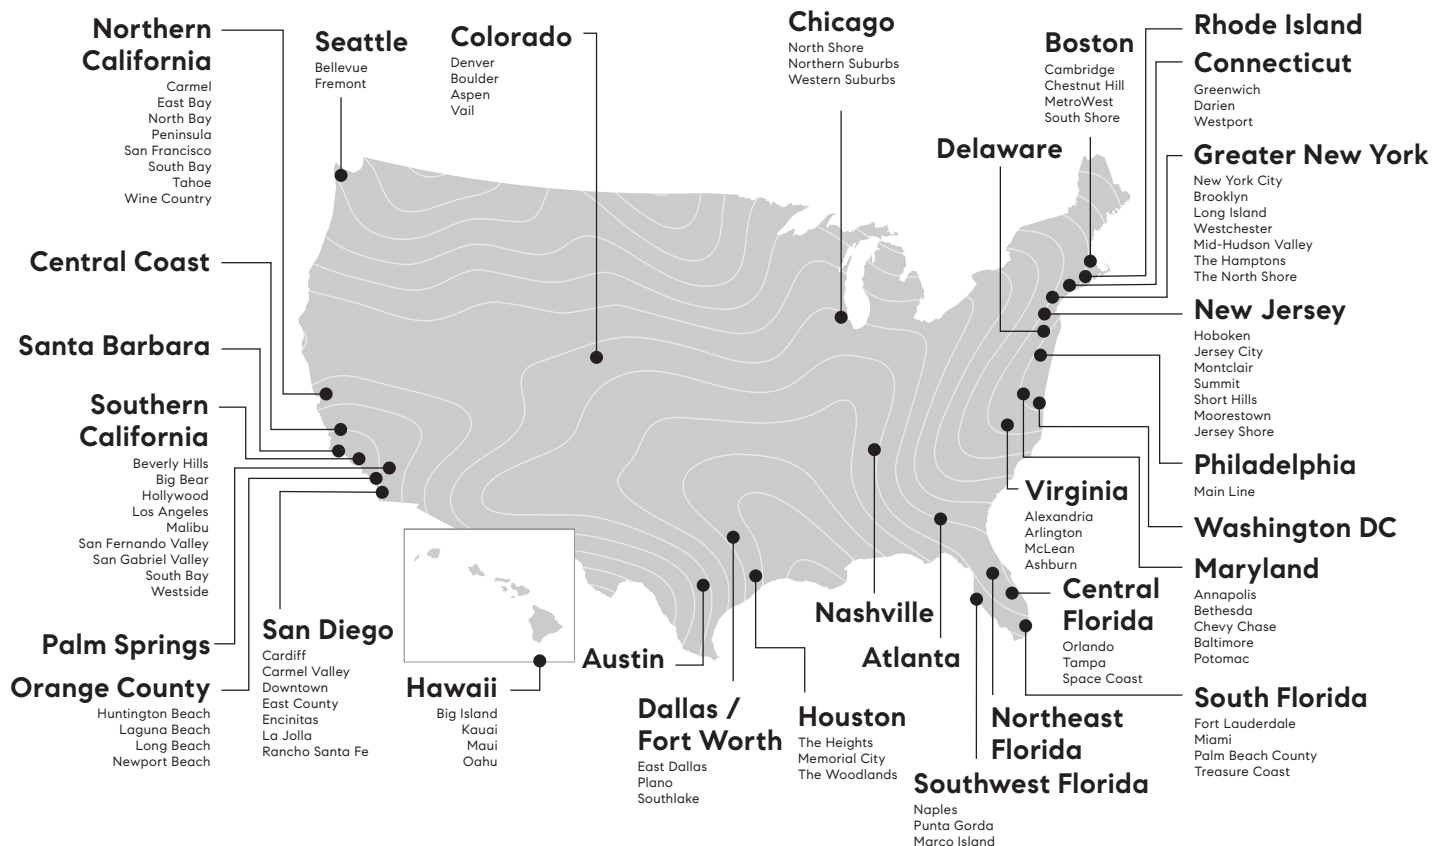 Northern
California
Carmel
East Bay
North Bay
Peninsula
San Francisco
South Bay
Tahoe
Wine Country
Central Coast
Santa Barbara
Southern
California
Beverly Hills
Big Bear
Hollywood
Los Angeles
Malibu
San Fernando Valley
San Gabriel Valley
South Bay
Westside
Palm Springs
Orange County
Huntington Beach
Laguna Beach
Long Beach
Newport Beach
Seattle
Bellevue
Fremont
Colorado
Denver
Boulder
Aspen
Vail
San Diego
Cardiff
Carmel Valley
Downtown
East County
Encinitas
La Jolla
Rancho Santa Fe
Hawaii
Big Island
Kauai
Maui
Oahu
Austin
Dallas /
Fort Worth
East Dallas
Plano
Southlake
Houston
The Heights
Memorial City
The Woodlands
Chicago
North Shore
Northern Suburbs
Western Suburbs
Nashville
Atlanta
Southwest Florida
Naples
Punta Gorda
Marco Island
Northeast
Florida
Central
Florida
Orlando
Tampa
Space Coast
Virginia
Alexandria
Arlington
McLean
Ashburn
Delaware
Boston
Cambridge
Chestnut Hill
MetroWest
South Shore
Rhode Island
Connecticut
Greenwich
Darien
Westport
Greater New York
New York City
Brooklyn
Long Island
Westchester
Mid-Hudson Valley
The Hamptons
The North Shore
New Jersey
Hoboken
Jersey City
Montclair
Summit
Short Hills
Moorestown
Jersey Shore
Philadelphia
Main Line
Washington DC
Maryland
Annapolis
Bethesda
Chevy Chase
Baltimore
Potomac
South Florida
Fort Lauderdale
Miami
Palm Beach County
Treasure Coast